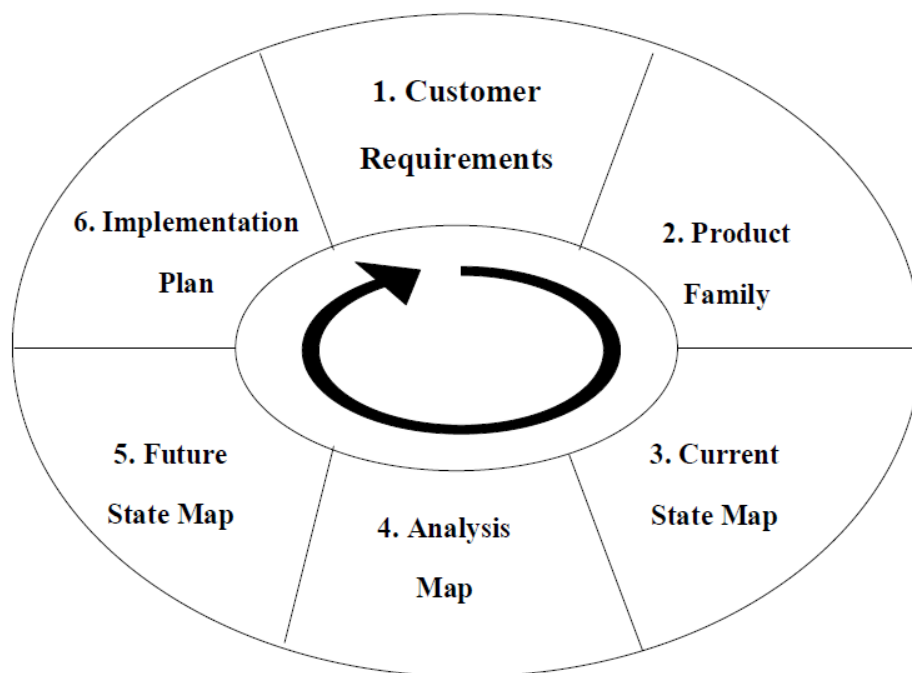 1. Customer
Requirements
2. Product
Family
3. Current
State Map
4. Analysis
Map
5. Future
State Map
6. Implementation
Plan